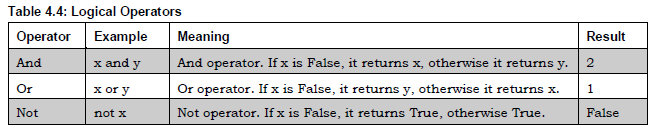 Table 4.4: Logical Operators
Operator Example Meaning Result
And x and y And operator. If x is False, it returns x, otherwise it returns y. 2
Or x or y Or operator. If x is False, it returns y, otherwise it returns x. 1
Not not x Not operator. If x is False, it returns True, otherwise True. False